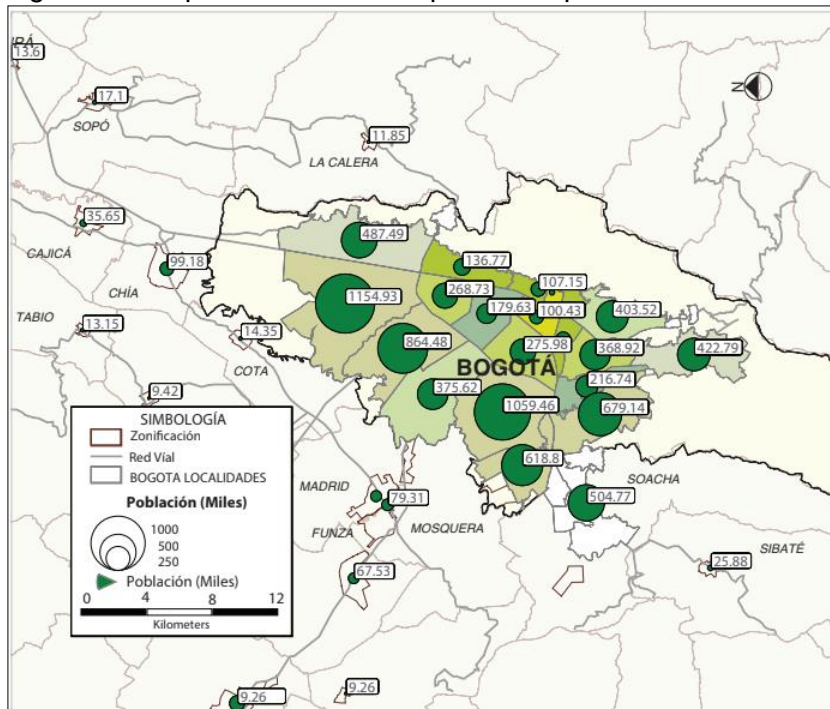 13.6
17.1
SOPÓ
11.85
LA CALERA
N
35.65
CAJICÁ
99.18
CHÍA
487.49
136.77
107.15
1154.93
268.73
179.63
100.43
403.52
TABIO
13.15
14.35
COTA
864.48
275.98
368.92
422.79
BOGOTÁ
9.42
375.62
216.74
1059.46
679.14
618.8
SOACHA
504.77
MADRID
79.31
FUNZA
MOSQUERA
SIBATÉ
25.88
67.53
9.26
9.26
SIMBOLOGÍA
Zonificación
Red Víal
BOGOTA LOCALIDADES
Población (Miles)
1000
500
250
Población (Miles)
0 4 8 12
Kilometers